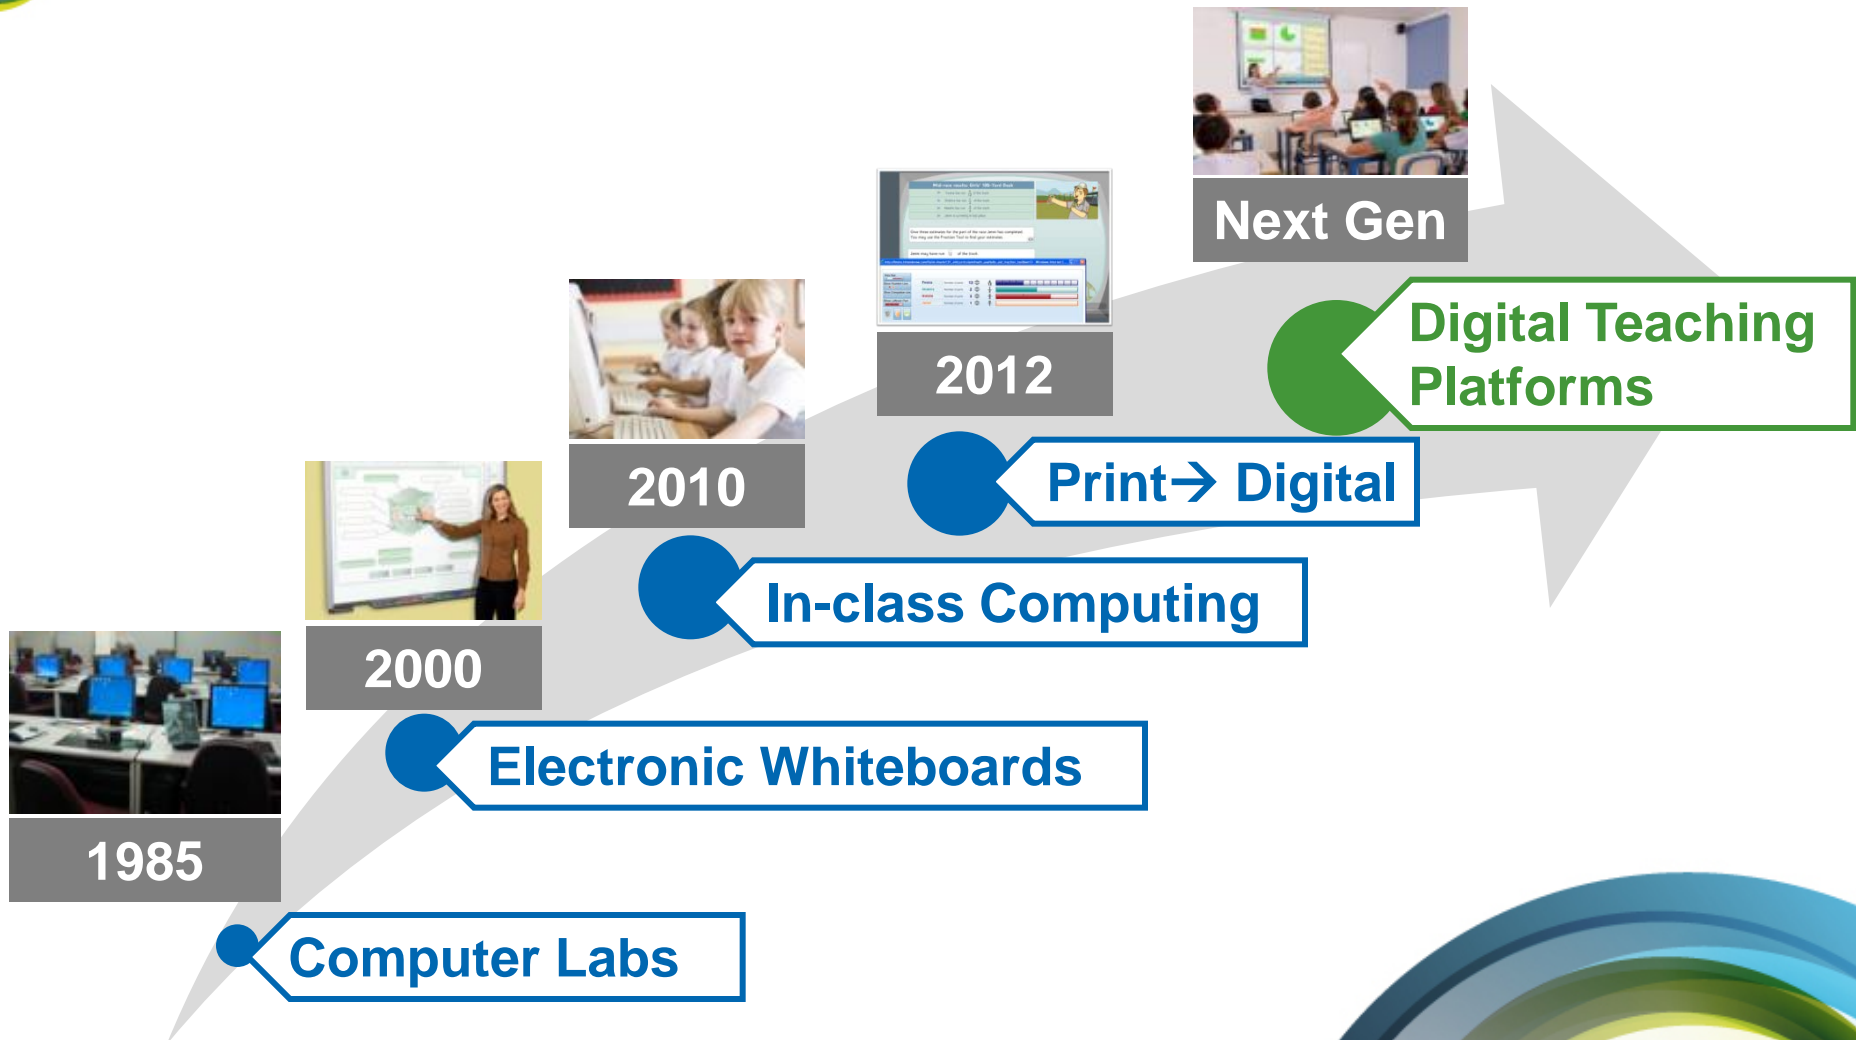 Next Gen
Digital Teaching
Platforms
2012
Print→ Digital
2010
In-class Computing
2000
Electronic Whiteboards
1985
Computer Labs